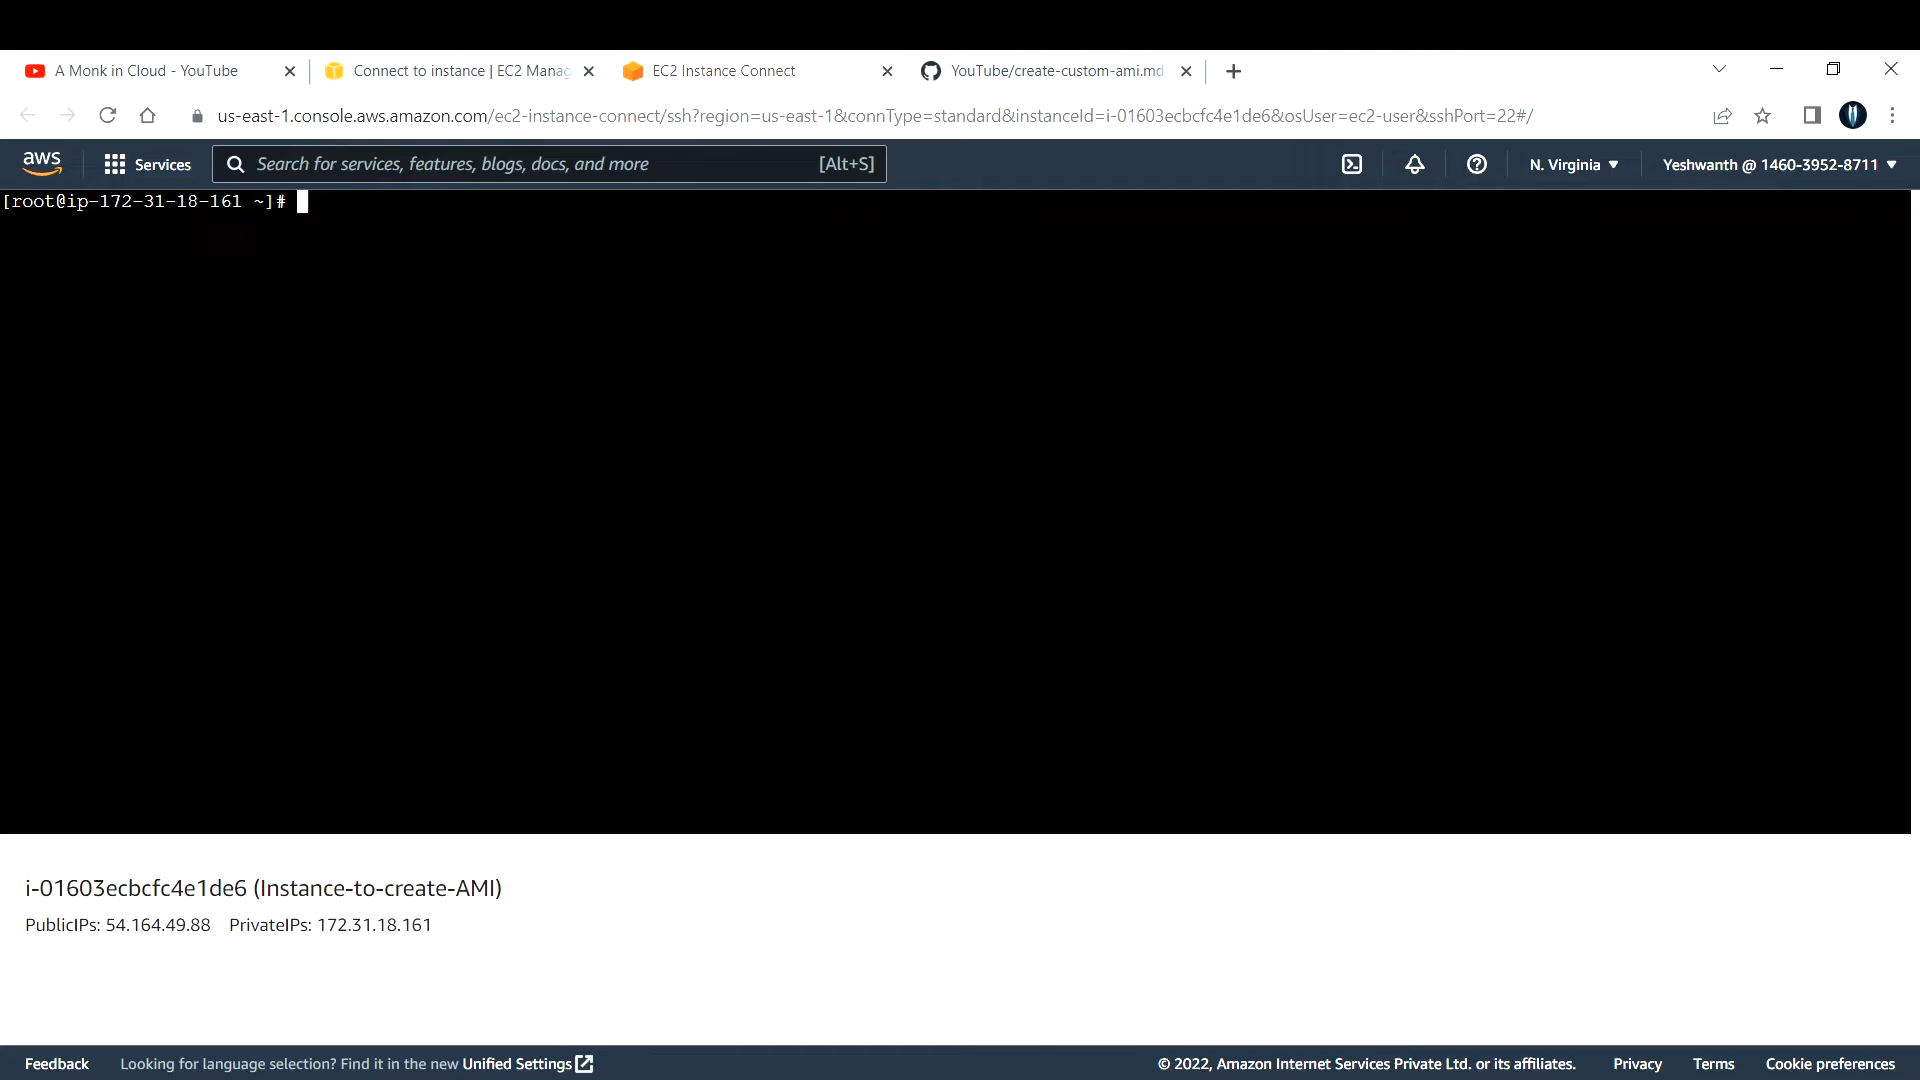 A Monk in Cloud - YouTube
Connect to instance | EC2 Manag
EC2 Instance Connect
YouTube/create-custom-ami.md
us-east-1.console.aws.amazon.com/ec2-instance-connect/ssh?region=us-east-1&connType=standard&instanceId=i-01603ecbcfc4e1de6&osUser=ec2-user&sshPort=22#/
aws Services Search for services, features, blogs, docs, and more [Alt+S] N. Virginia Yeshwanth @ 1460-3952-8711
[root@ip-172-31-18-161 ~]#
i-01603ecbcfc4e1de6 (Instance-to-create-AMI)
PublicIPs: 54.164.49.88 PrivateIPs: 172.31.18.161
Feedback Looking for language selection? Find it in the new Unified Settings © 2022, Amazon Internet Services Private Ltd. or its affiliates. Privacy Terms Cookie preferences